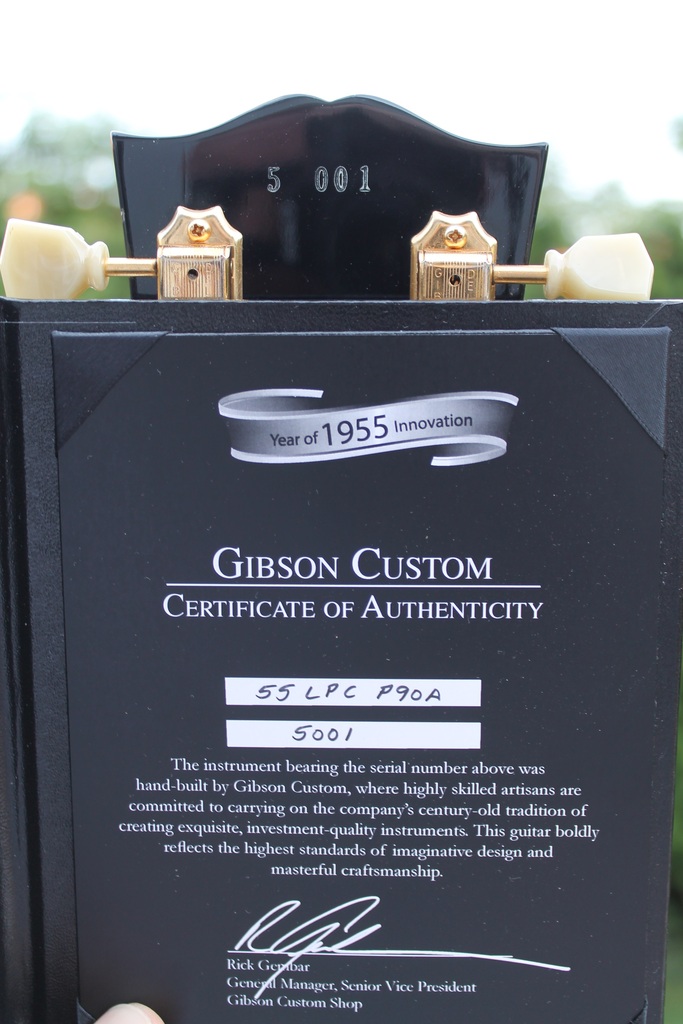 5 001
Year of 1955 Innovation
GIBSON CUSTOM
CERTIFICATE OF AUTHENTICITY
55 LPC P90A
5001
The instrument bearing the serial number above was
hand-built by Gibson Custom, where highly skilled artisans are
committed to carrying on the company's century-old tradition of
creating exquisite, investment-quality instruments. This guitar boldly
reflects the highest standards of imaginative design and
masterful craftsmanship.
Rick Gembar
General Manager, Senior Vice President
Gibson Custom Shop